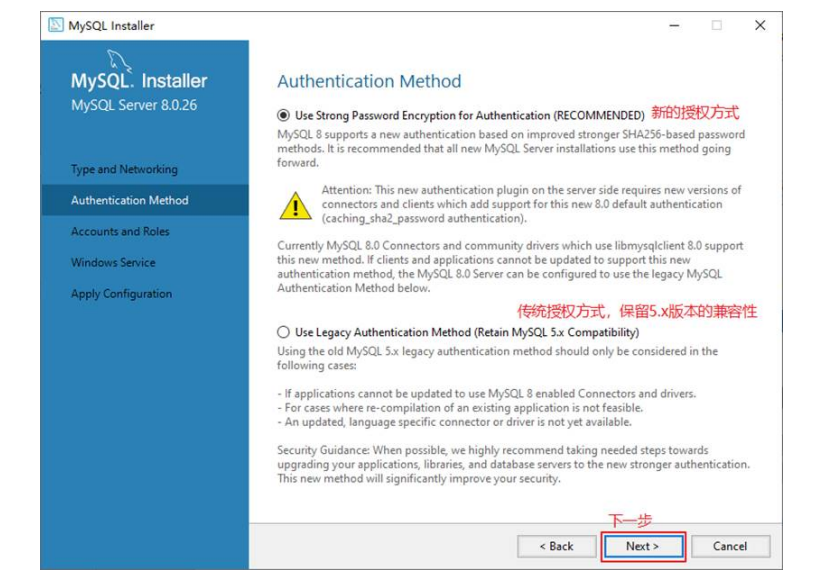 MySQL Installer
MySQL. Installer
MySQL Server 8.0.26
Type and Networking
Authentication Method
Accounts and Roles
Windows Service
Apply Configuration
Authentication Method
Use Strong Password Encryption for Authentication (RECOMMENDED) 新的授权方式
MySQL 8 supports a new authentication based on improved stronger SHA256-based password
methods. It is recommended that all new MySQL Server installations use this method going
forward.
Attention: This new authentication plugin on the server side requires new versions of
connectors and clients which add support for this new 8.0 default authentication
(caching_sha2_password authentication).
Currently MySQL 8.0 Connectors and community drivers which use libmysqlclient 8.0 support
this new method. If clients and applications cannot be updated to support this new
authentication method, the MySQL 8.0 Server can be configured to use the legacy MySQL
Authentication Method below.
传统授权方式，保留5.x版本的兼容性
Use Legacy Authentication Method (Retain MySQL 5.x Compatibility)
Using the old MySQL 5.x legacy authentication method should only be considered in the
following cases:
- If applications cannot be updated to use MySQL 8 enabled Connectors and drivers.
- For cases where re-compilation of an existing application is not feasible.
- An updated, language specific connector or driver is not yet available.
Security Guidance: When possible, we highly recommend taking needed steps towards
upgrading your applications, libraries, and database servers to the new stronger authentication.
This new method will significantly improve your security.
下一步
< Back
Next >
Cancel